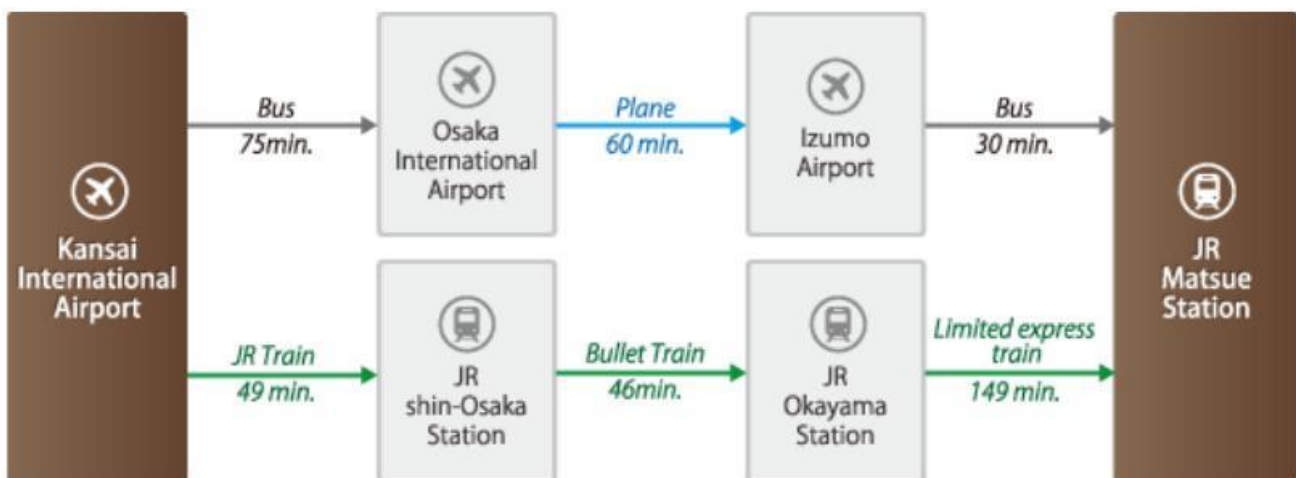 Kansai
International
Airport
Bus
75min.
Osaka
International
Airport
Plane
60 min.
Izumo
Airport
Bus
30 min.
JR Train
49 min.
JR
shin-Osaka
Station
Bullet Train
46min.
JR
Okayama
Station
Limited express
train
149 min.
JR
Matsue
Station